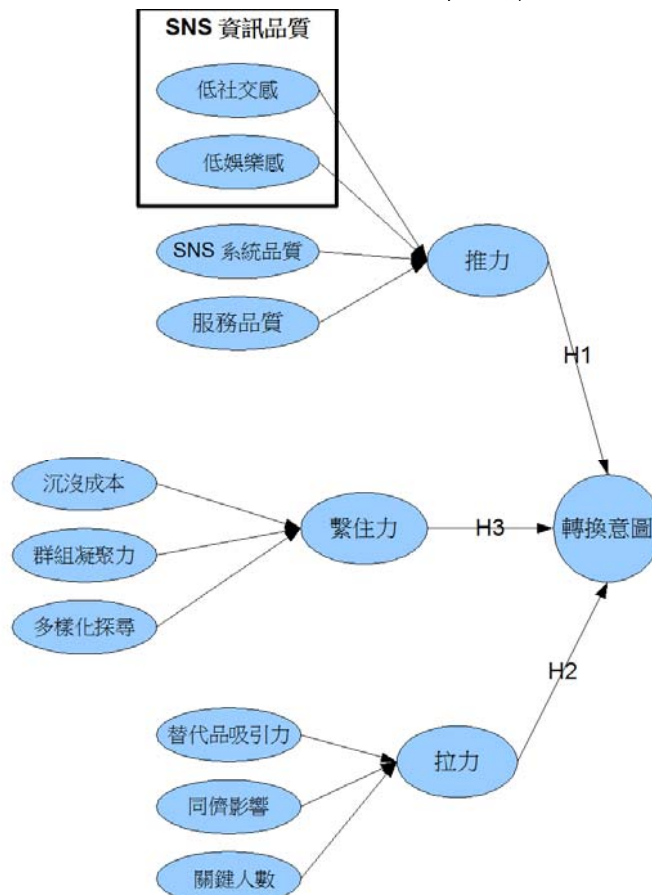 SNS 資訊品質
低社交感
低娛樂感
SNS 系統品質
服務品質
推力
H1
沉沒成本
群組凝聚力
多樣化探尋
繫住力
H3
轉換意圖
H2
替代品吸引力
同儕影響
關鍵人數
拉力